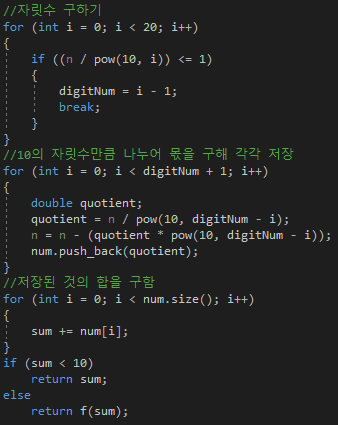 //자릿수 구하기
for (int i = 0; i < 20; i++)
{
if ((n / pow(10, i)) <= 1)
{
digitNum = i - 1;
break;
}
}
//10의 자릿수만큼 나누어 몫을 구해 각각 저장
for (int i = 0; i < digitNum + 1; i++)
{
double quotient;
quotient = n / pow(10, digitNum - i);
n = n - (quotient * pow(10, digitNum - i));
num.push_back(quotient);
}
//저장된 것의 합을 구함
for (int i = 0; i < num.size(); i++)
{
sum += num[i];
}
if (sum < 10)
return sum;
else
return f(sum);